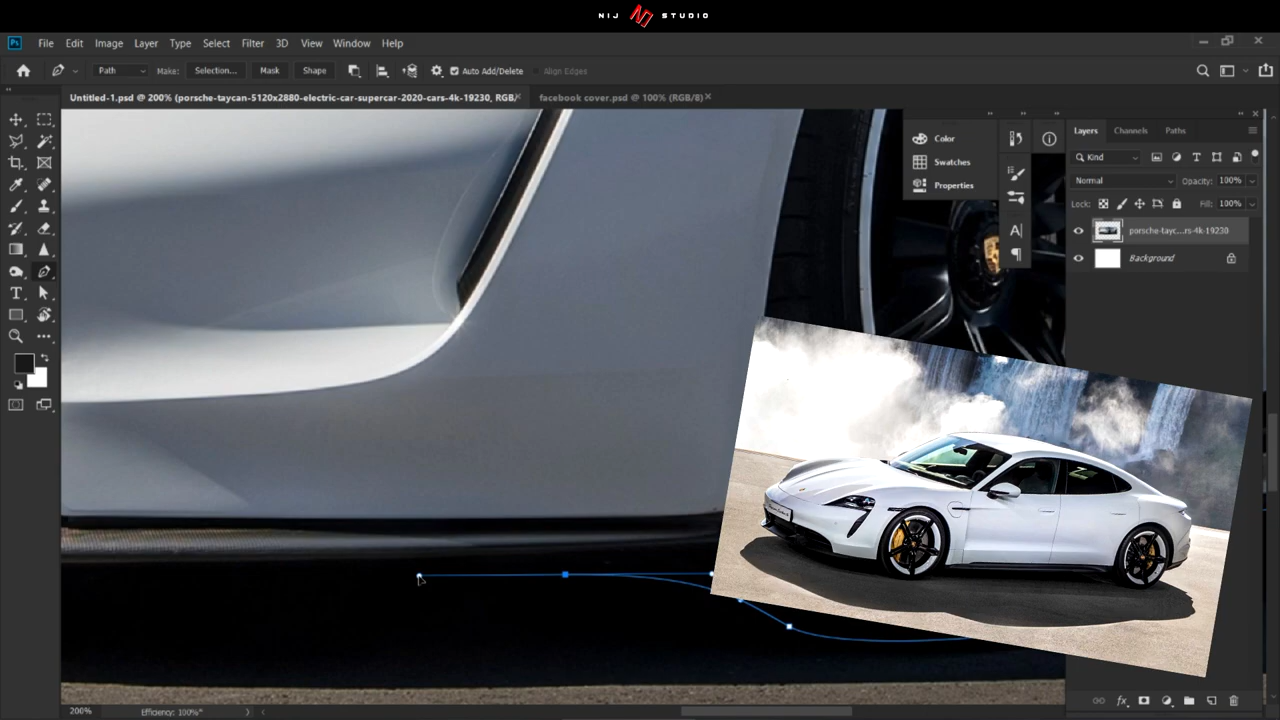 NIJ STUDIO
Ps File Edit Image Layer Type Select Filter 3D View Window Help
Path Make: Selection... Mask Shape Auto Add/Delete Align Edges
Untitled-1.psd @ 200% (porsche-taycan-5120x2880-electric-car-supercar-2020-cars-4k-19230, RGB/ facebook cover.psd @ 100% (RGB/8)
Color
Swatches
Properties
Layers Channels Paths
Kind
Normal Opacity: 100%
Lock: Fill: 100%
porsche-tayc...rs-4k-19230
Background
200% Efficiency: 100%*